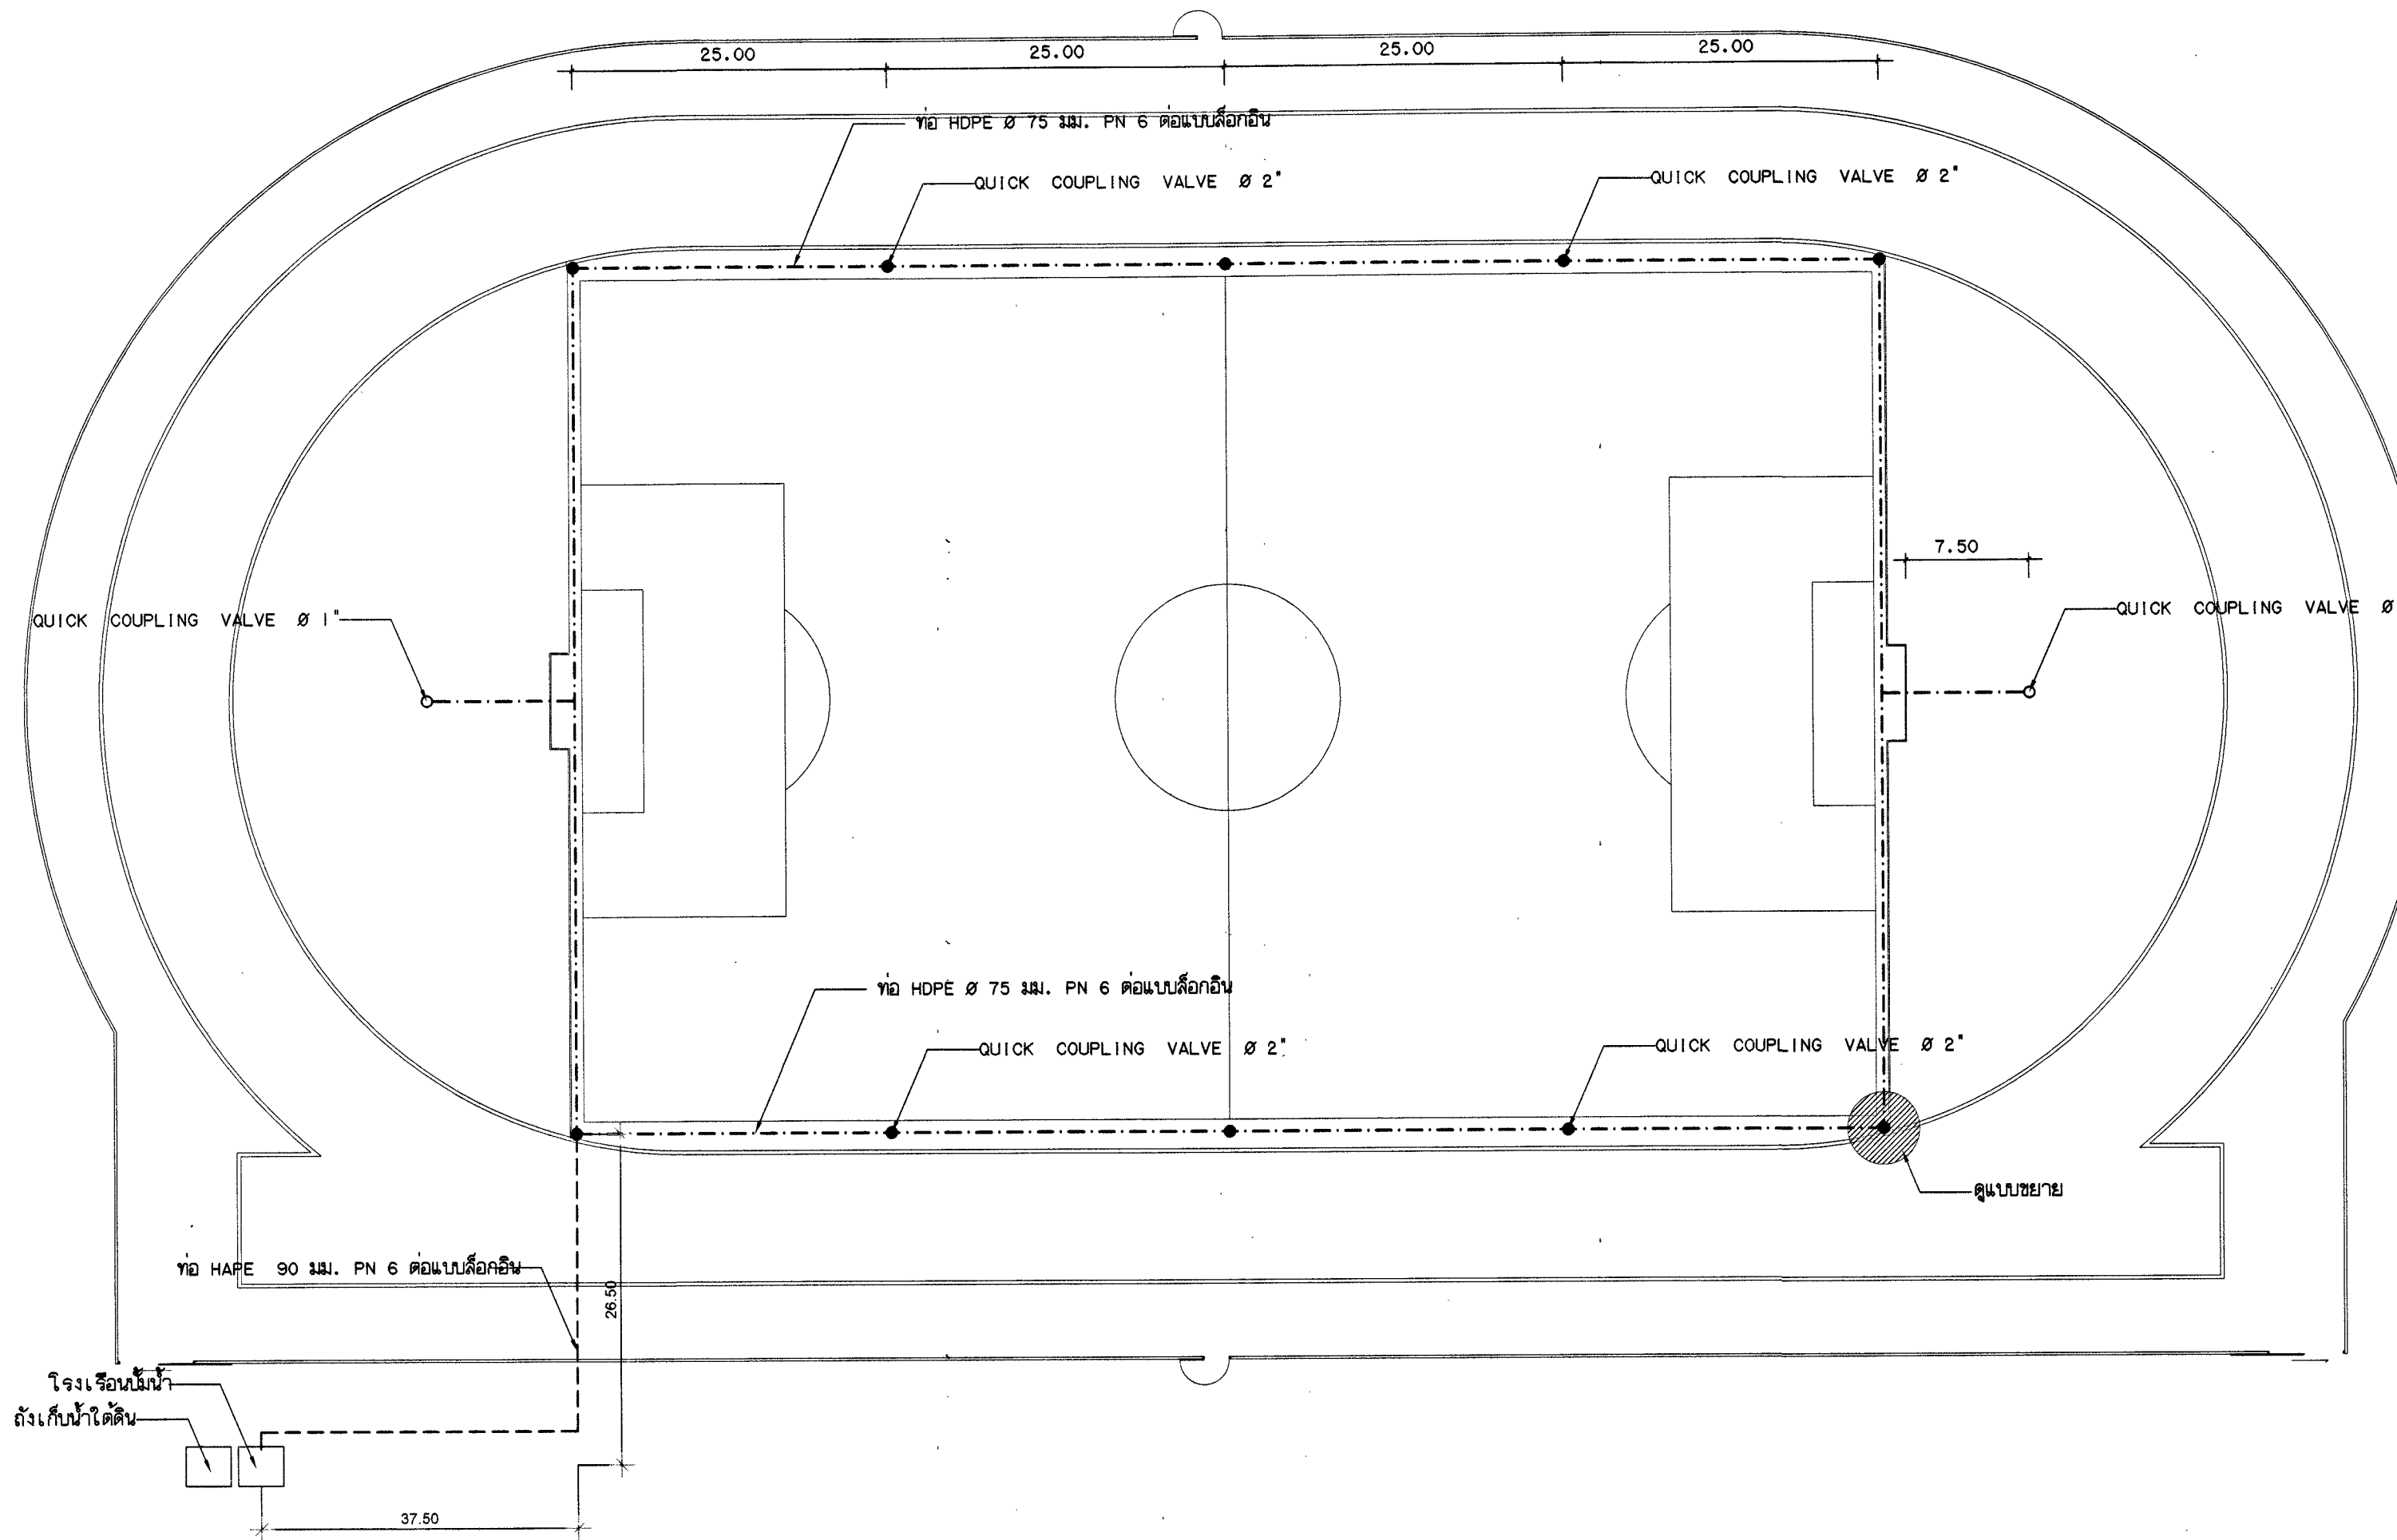 25.00
25.00
25.00
25.00
ท่อ HDPE Ø 75 มม. PN 6 ต่อแบบล็อกอิน
QUICK COUPLING VALVE Ø 2"
QUICK COUPLING VALVE Ø 2"
7.50
QUICK COUPLING VALVE Ø 1"
QUICK COUPLING VALVE Ø
ท่อ HDPE Ø 75 มม. PN 6 ต่อแบบล็อกอิน
QUICK COUPLING VALVE Ø 2"
QUICK COUPLING VALVE Ø 2"
ดูแบบขยาย
ท่อ HAPE 90 มม. PN 6 ต่อแบบล็อกอิน
26.50
โรงเรือนปั๊มน้ำ
ถังเก็บน้ำใต้ดิน
37.50